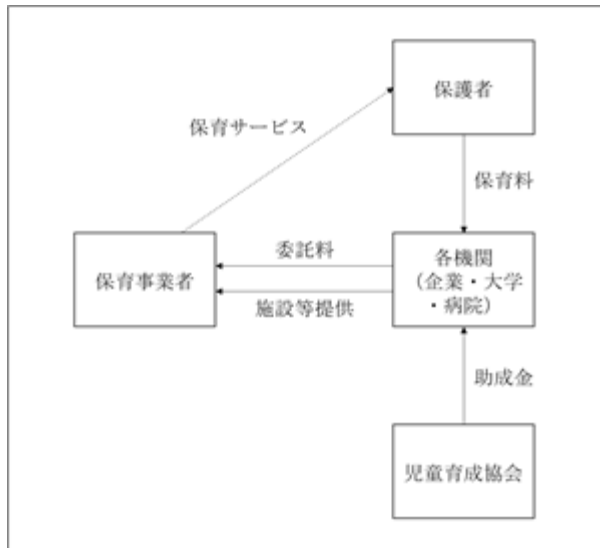 保護者
保育サービス
保育料
保育事業者
委託料
施設等提供
各機関
(企業・大学
・病院)
助成金
児童育成協会